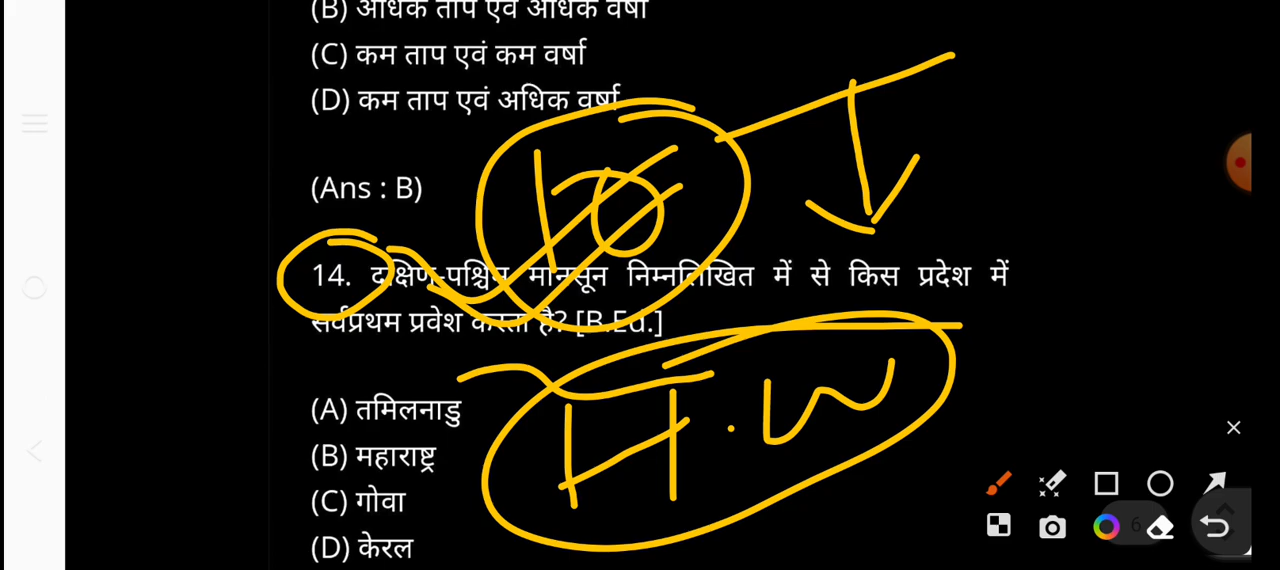 (B) अधिक ताप एवं अधिक वर्षा
(C) कम ताप एवं कम वर्षा
(D) कम ताप एवं अधिक वर्षा
(Ans : B)
14. दक्षिण-पश्चिम मानसून निम्नलिखित में से किस प्रदेश में
सर्वप्रथम प्रवेश करता है? [B.Ed.]
(A) तमिलनाडु
H.W
(B) महाराष्ट्र
(C) गोवा
(D) केरल
6